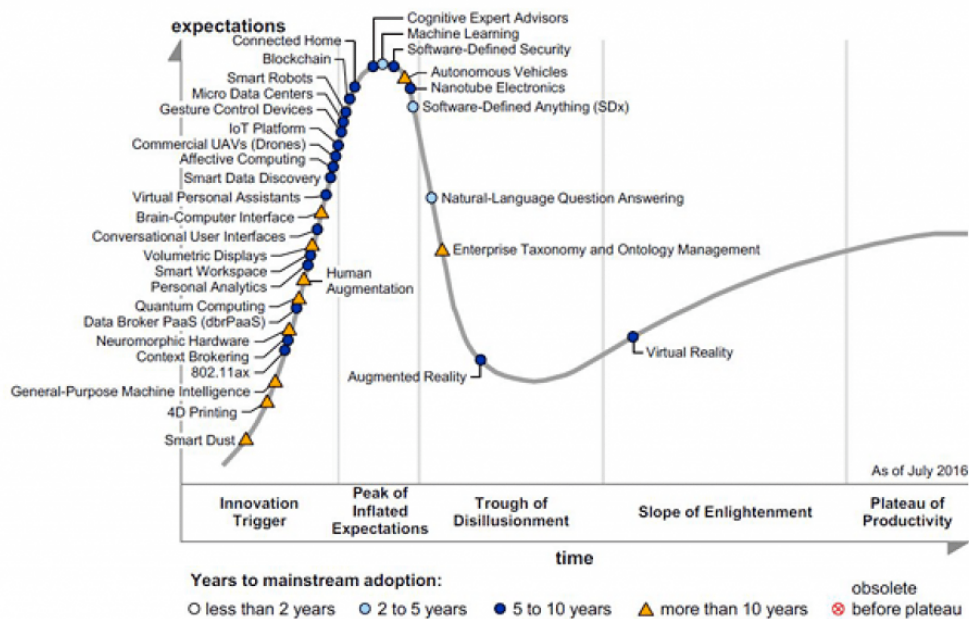 expectations
Cognitive Expert Advisors
Machine Learning
Software-Defined Security
Connected Home
Blockchain
Autonomous Vehicles
Smart Robots
Nanotube Electronics
Micro Data Centers
Software-Defined Anything (SDx)
Gesture Control Devices
IoT Platform
Commercial UAVs (Drones)
Affective Computing
Smart Data Discovery
Virtual Personal Assistants
Natural-Language Question Answering
Brain-Computer Interface
Conversational User Interfaces
Enterprise Taxonomy and Ontology Management
Volumetric Displays
Smart Workspace
Personal Analytics
Human
Augmentation
Quantum Computing
Data Broker PaaS (dbrPaaS)
Neuromorphic Hardware
Context Brokering
802.11ax
Virtual Reality
Augmented Reality
General-Purpose Machine Intelligence
4D Printing
Smart Dust
As of July 2016
Innovation
Trigger
Peak of
Inflated
Expectations
Trough of
Disillusionment
Slope of Enlightenment
Plateau of
Productivity
time
Years to mainstream adoption:
less than 2 years
2 to 5 years
5 to 10 years
more than 10 years
obsolete
before plateau